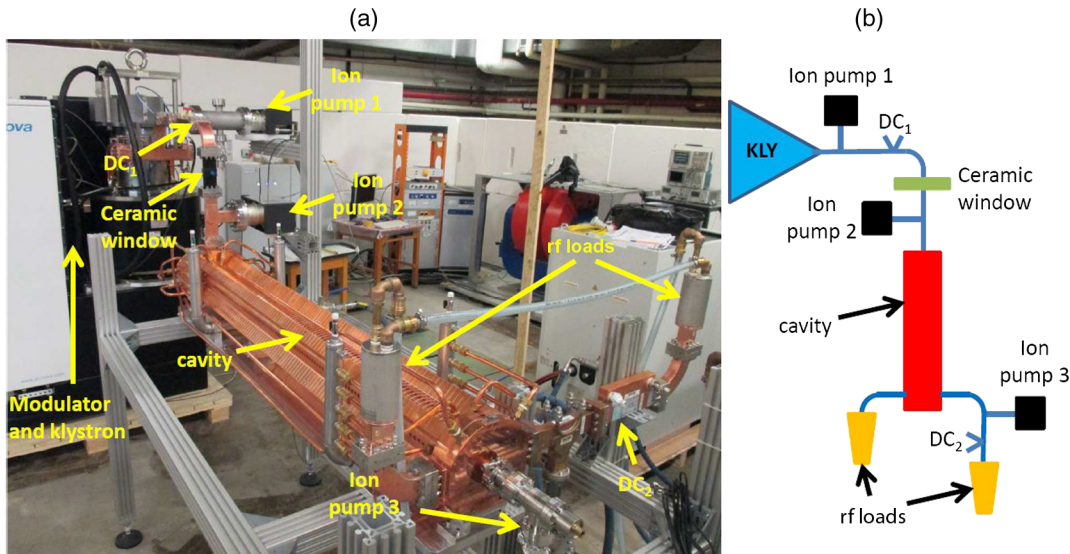 (a)
(b)
nova
Ion
pump 1
DC1
Ceramic
window
Ion
pump 2
rf loads
cavity
Modulator
and klystron
Ion
pump 3
DC2
Ion pump 1
DC1
KLY
Ceramic
window
Ion
pump 2
cavity
Ion
pump 3
DC2
rf loads